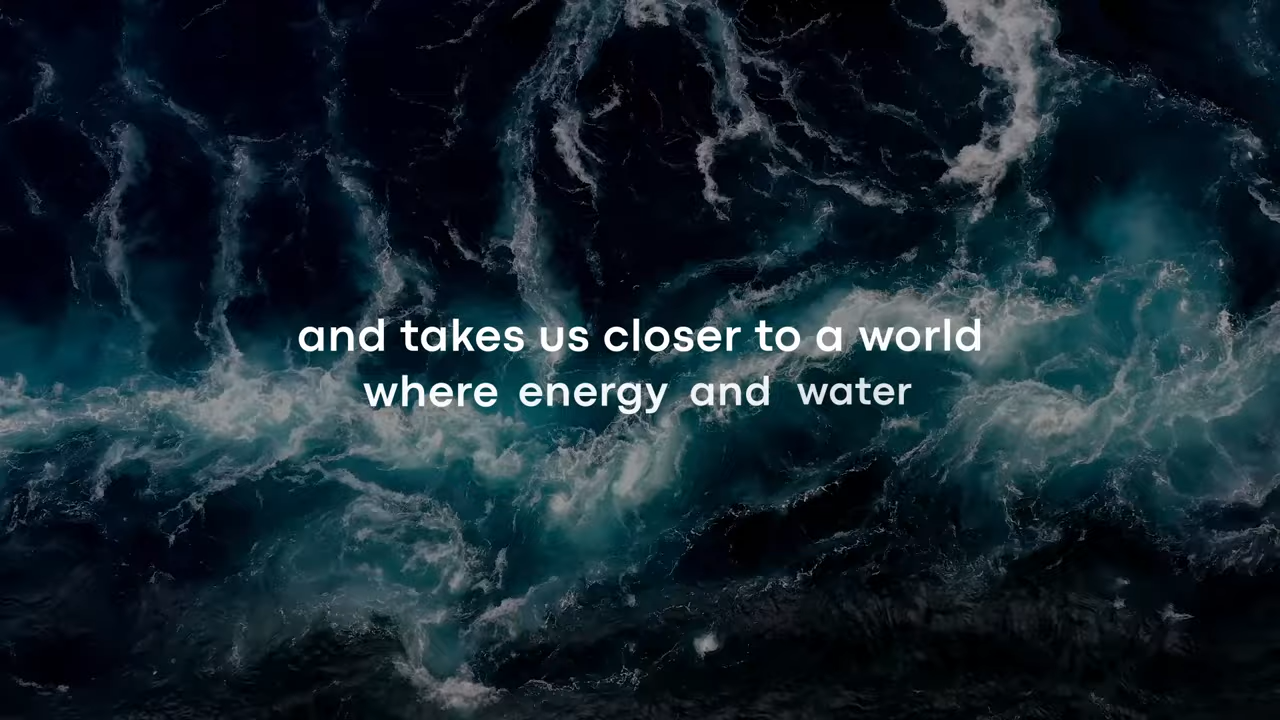 and takes us closer to a world
where energy and water